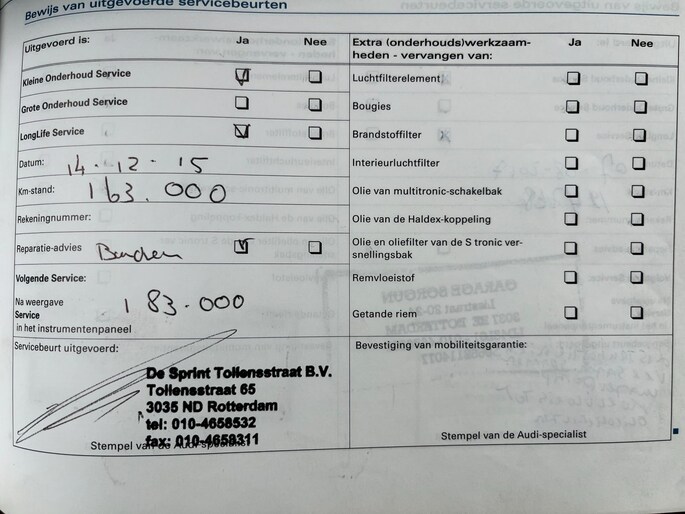 Bewijs van uitgevoerde servicebeurten
Uitgevoerd is: Ja Nee
Kleine Onderhoud Service
Grote Onderhoud Service
LongLife Service
Datum: 14-12-15
Km-stand: 163.000
Rekeningnummer:
Reparatie-advies Banden
Volgende Service:
Na weergave
Service
in het instrumentenpaneel
183.000
Servicebeurt uitgevoerd:
De Sprint Tollensstraat B.V.
Tollensstraat 65
3035 ND Rotterdam
tel: 010-4658532
fax: 010-4658311
Stempel van de Audi-specialist
Extra (onderhouds)werkzaam-
heden - vervangen van: Ja Nee
Luchtfilterelement
Bougies
Brandstoffilter
Interieurluchtfilter
Olie van multitronic-schakelbak
Olie van de Haldex-koppeling
Olie en oliefilter van de S tronic ver-
snellingsbak
Remvloeistof
Getande riem
Bevestiging van mobiliteitsgarantie:
Stempel van de Audi-specialist